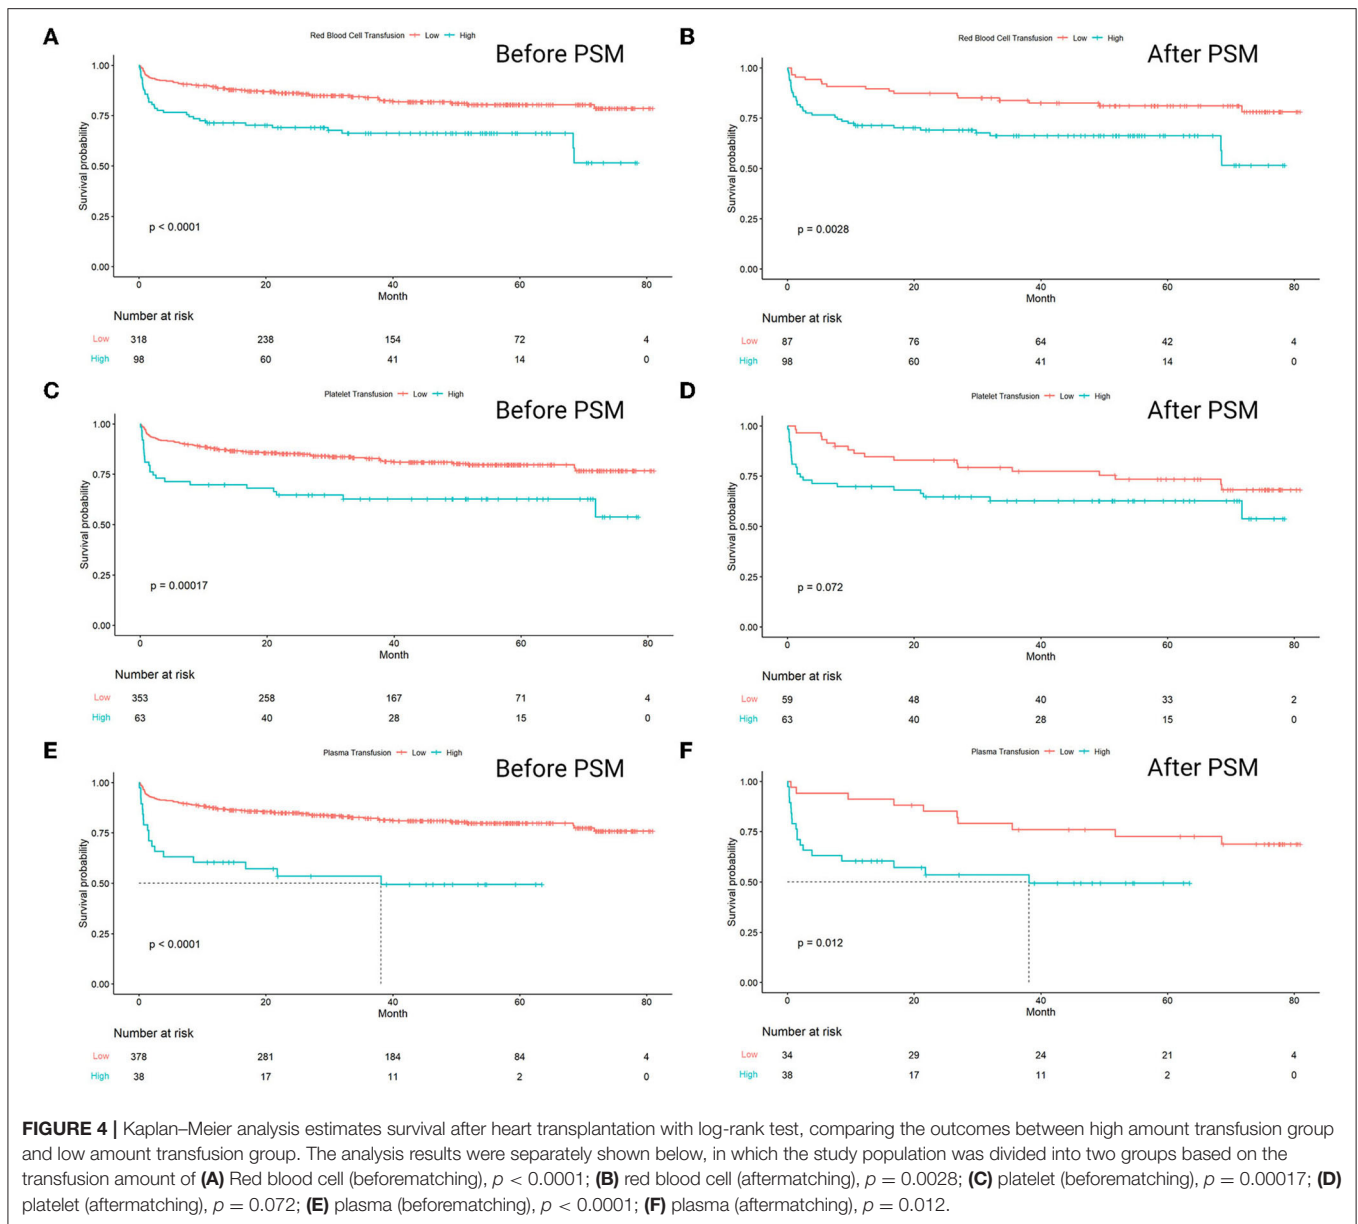 A
Red Blood Cell Transfusion Low High
Before PSM
1.00
0.75
0.50
0.25
0.00
Survival probability
p < 0.0001
0 20 40 60 80
Month
Number at risk
Low 318 238 154 72 4
High 98 60 41 14 0
B
Red Blood Cell Transfusion Low High
After PSM
1.00
0.75
0.50
0.25
0.00
Survival probability
p = 0.0028
0 20 40 60 80
Month
Number at risk
Low 87 76 64 42 4
High 98 60 41 14 0
C
Platelet Transfusion Low High
Before PSM
1.00
0.75
0.50
0.25
0.00
Survival probability
p = 0.00017
0 20 40 60 80
Month
Number at risk
Low 353 258 167 71 4
High 63 40 28 15 0
D
Platelet Transfusion Low High
After PSM
1.00
0.75
0.50
0.25
0.00
Survival probability
p = 0.072
0 20 40 60 80
Month
Number at risk
Low 59 48 40 33 2
High 63 40 28 15 0
E
Plasma Transfusion Low High
Before PSM
1.00
0.75
0.50
0.25
0.00
Survival probability
p < 0.0001
0 20 40 60 80
Month
Number at risk
Low 378 281 184 84 4
High 38 17 11 2 0
F
Plasma Transfusion Low High
After PSM
1.00
0.75
0.50
0.25
0.00
Survival probability
p = 0.012
0 20 40 60 80
Month
Number at risk
Low 34 29 24 21 4
High 38 17 11 2 0
FIGURE 4 | Kaplan–Meier analysis estimates survival after heart transplantation with log-rank test, comparing the outcomes between high amount transfusion group
and low amount transfusion group. The analysis results were separately shown below, in which the study population was divided into two groups based on the
transfusion amount of (A) Red blood cell (beforematching), p < 0.0001; (B) red blood cell (aftermatching), p = 0.0028; (C) platelet (beforematching), p = 0.00017; (D)
platelet (aftermatching), p = 0.072; (E) plasma (beforematching), p < 0.0001; (F) plasma (aftermatching), p = 0.012.